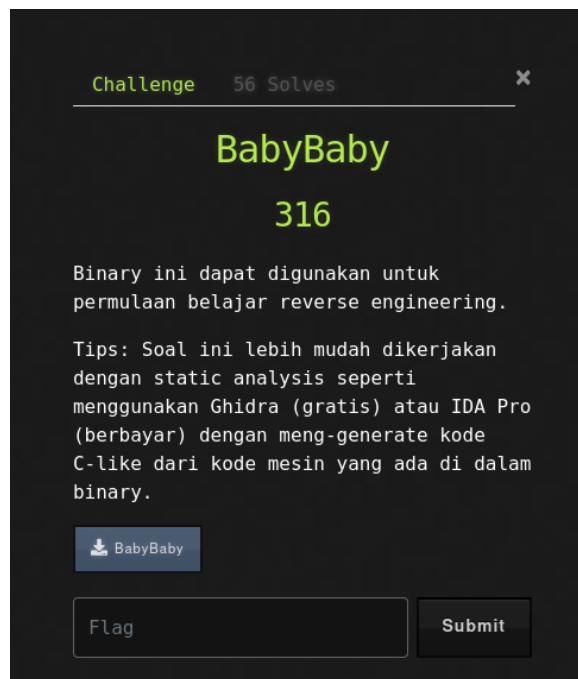 Challenge
56 Solves
×
BabyBaby
316
Binary ini dapat digunakan untuk
permulaan belajar reverse engineering.
Tips: Soal ini lebih mudah dikerjakan
dengan static analysis seperti
menggunakan Ghidra (gratis) atau IDA Pro
(berbayar) dengan meng-generate kode
C-like dari kode mesin yang ada di dalam
binary.
BabyBaby
Flag
Submit